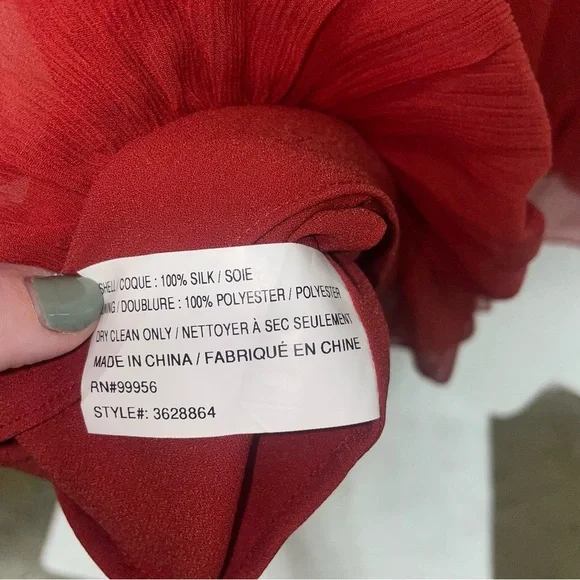 SHELL/COQUE : 100% SILK / SOIE
LINING / DOUBLURE : 100% POLYESTER / POLYESTER
DRY CLEAN ONLY / NETTOYER À SEC SEULEMENT
MADE IN CHINA / FABRIQUÉ EN CHINE
RN#99956
STYLE#: 3628864